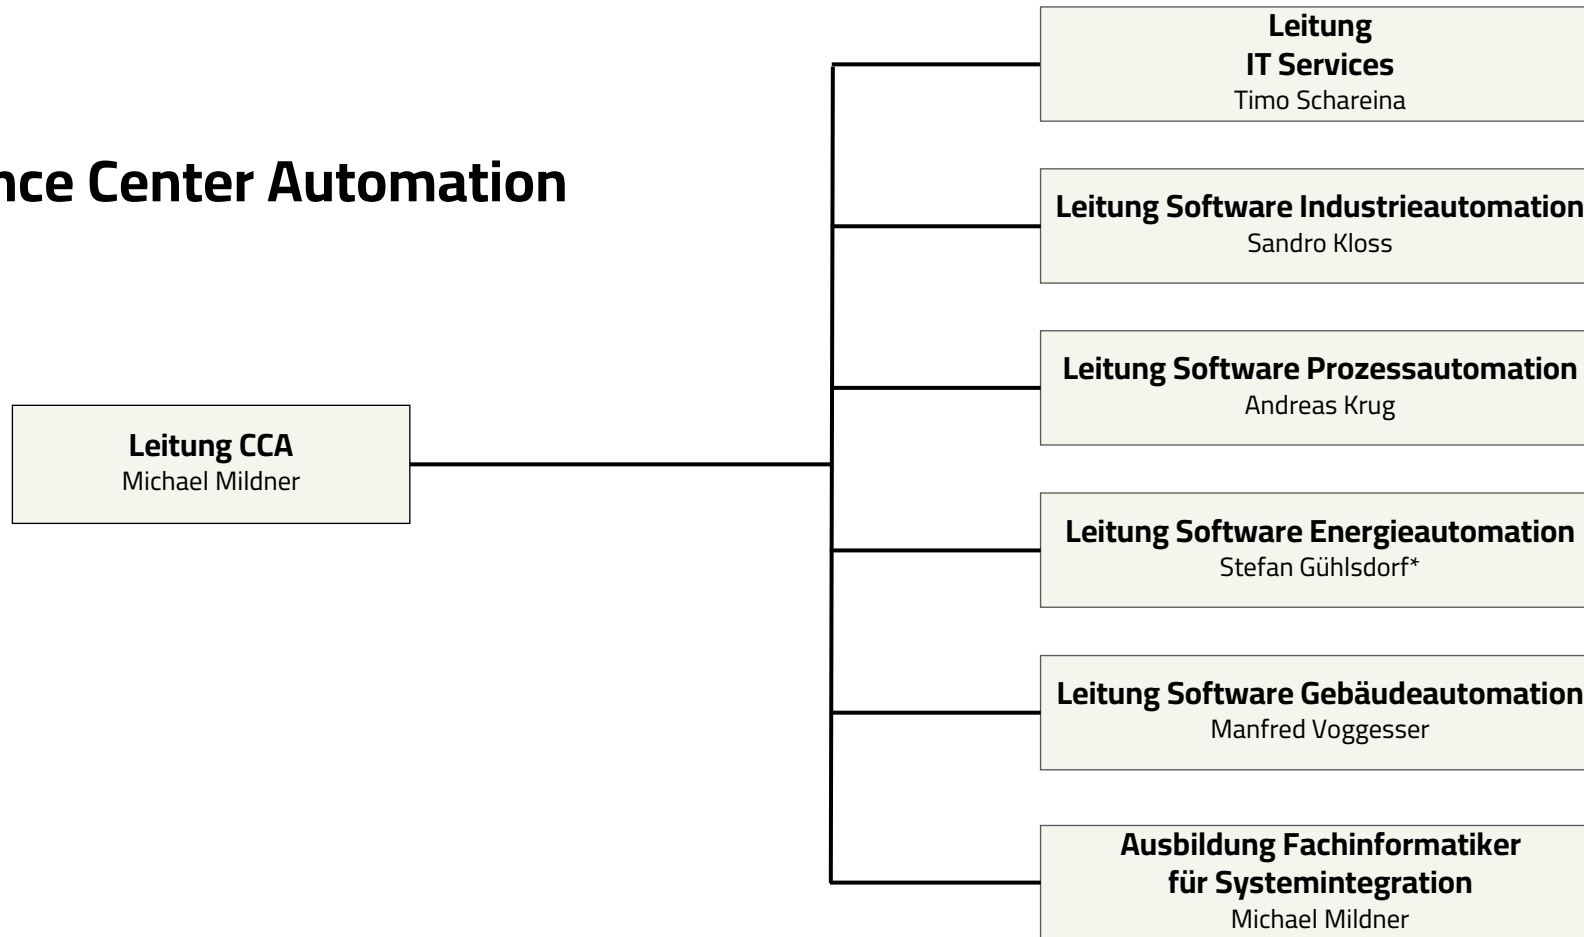 nce Center Automation
Leitung CCA
Michael Mildner
Leitung
IT Services
Timo Schareina
Leitung Software Industrieautomation
Sandro Kloss
Leitung Software Prozessautomation
Andreas Krug
Leitung Software Energieautomation
Stefan Gühlsdorf*
Leitung Software Gebäudeautomation
Manfred Voggesser
Ausbildung Fachinformatiker
für Systemintegration
Michael Mildner